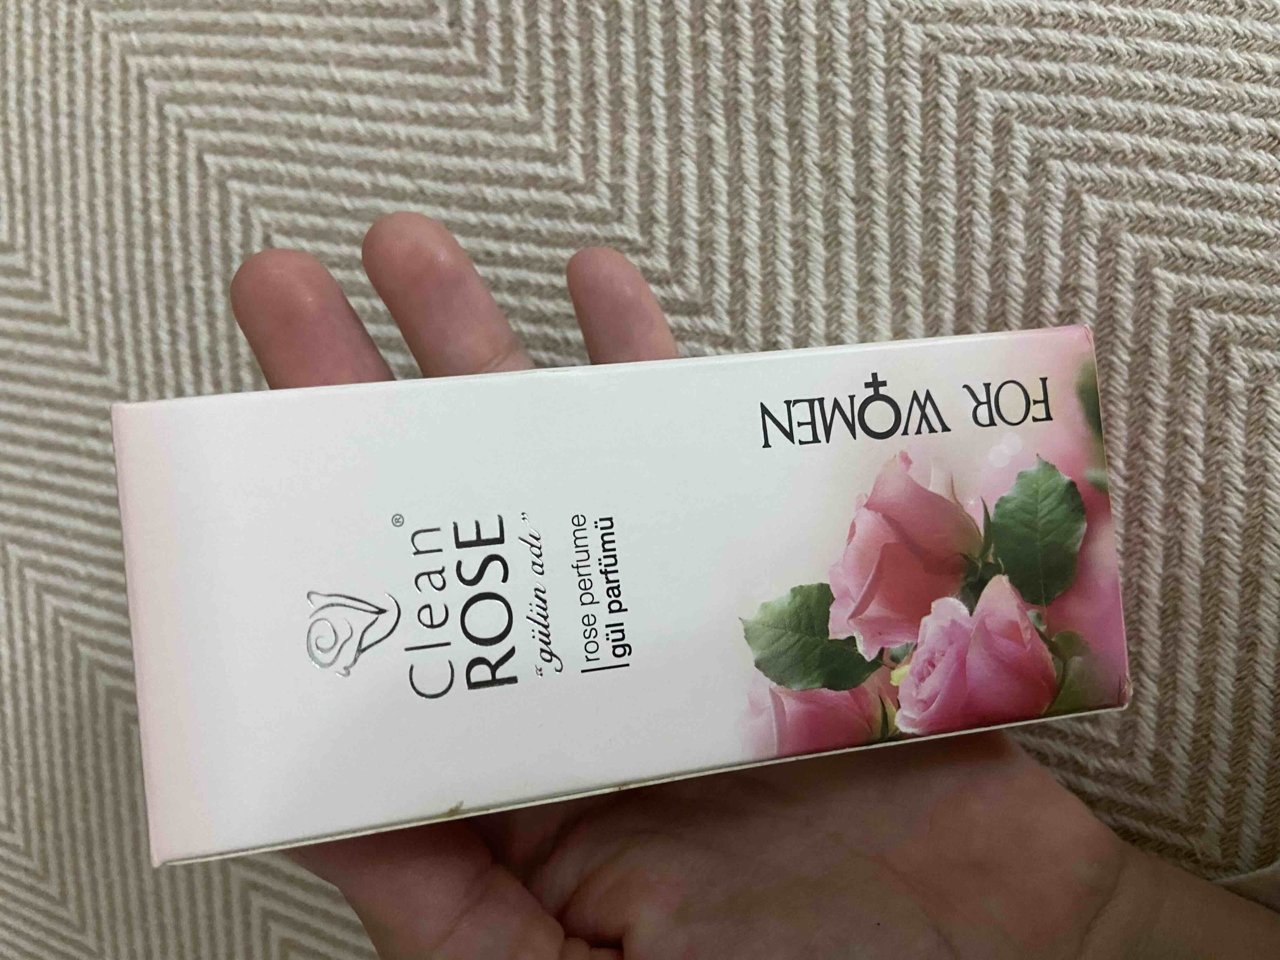 Clean®
ROSE
"gülün adı"
rose perfume
gül parfümü
FOR WOMEN